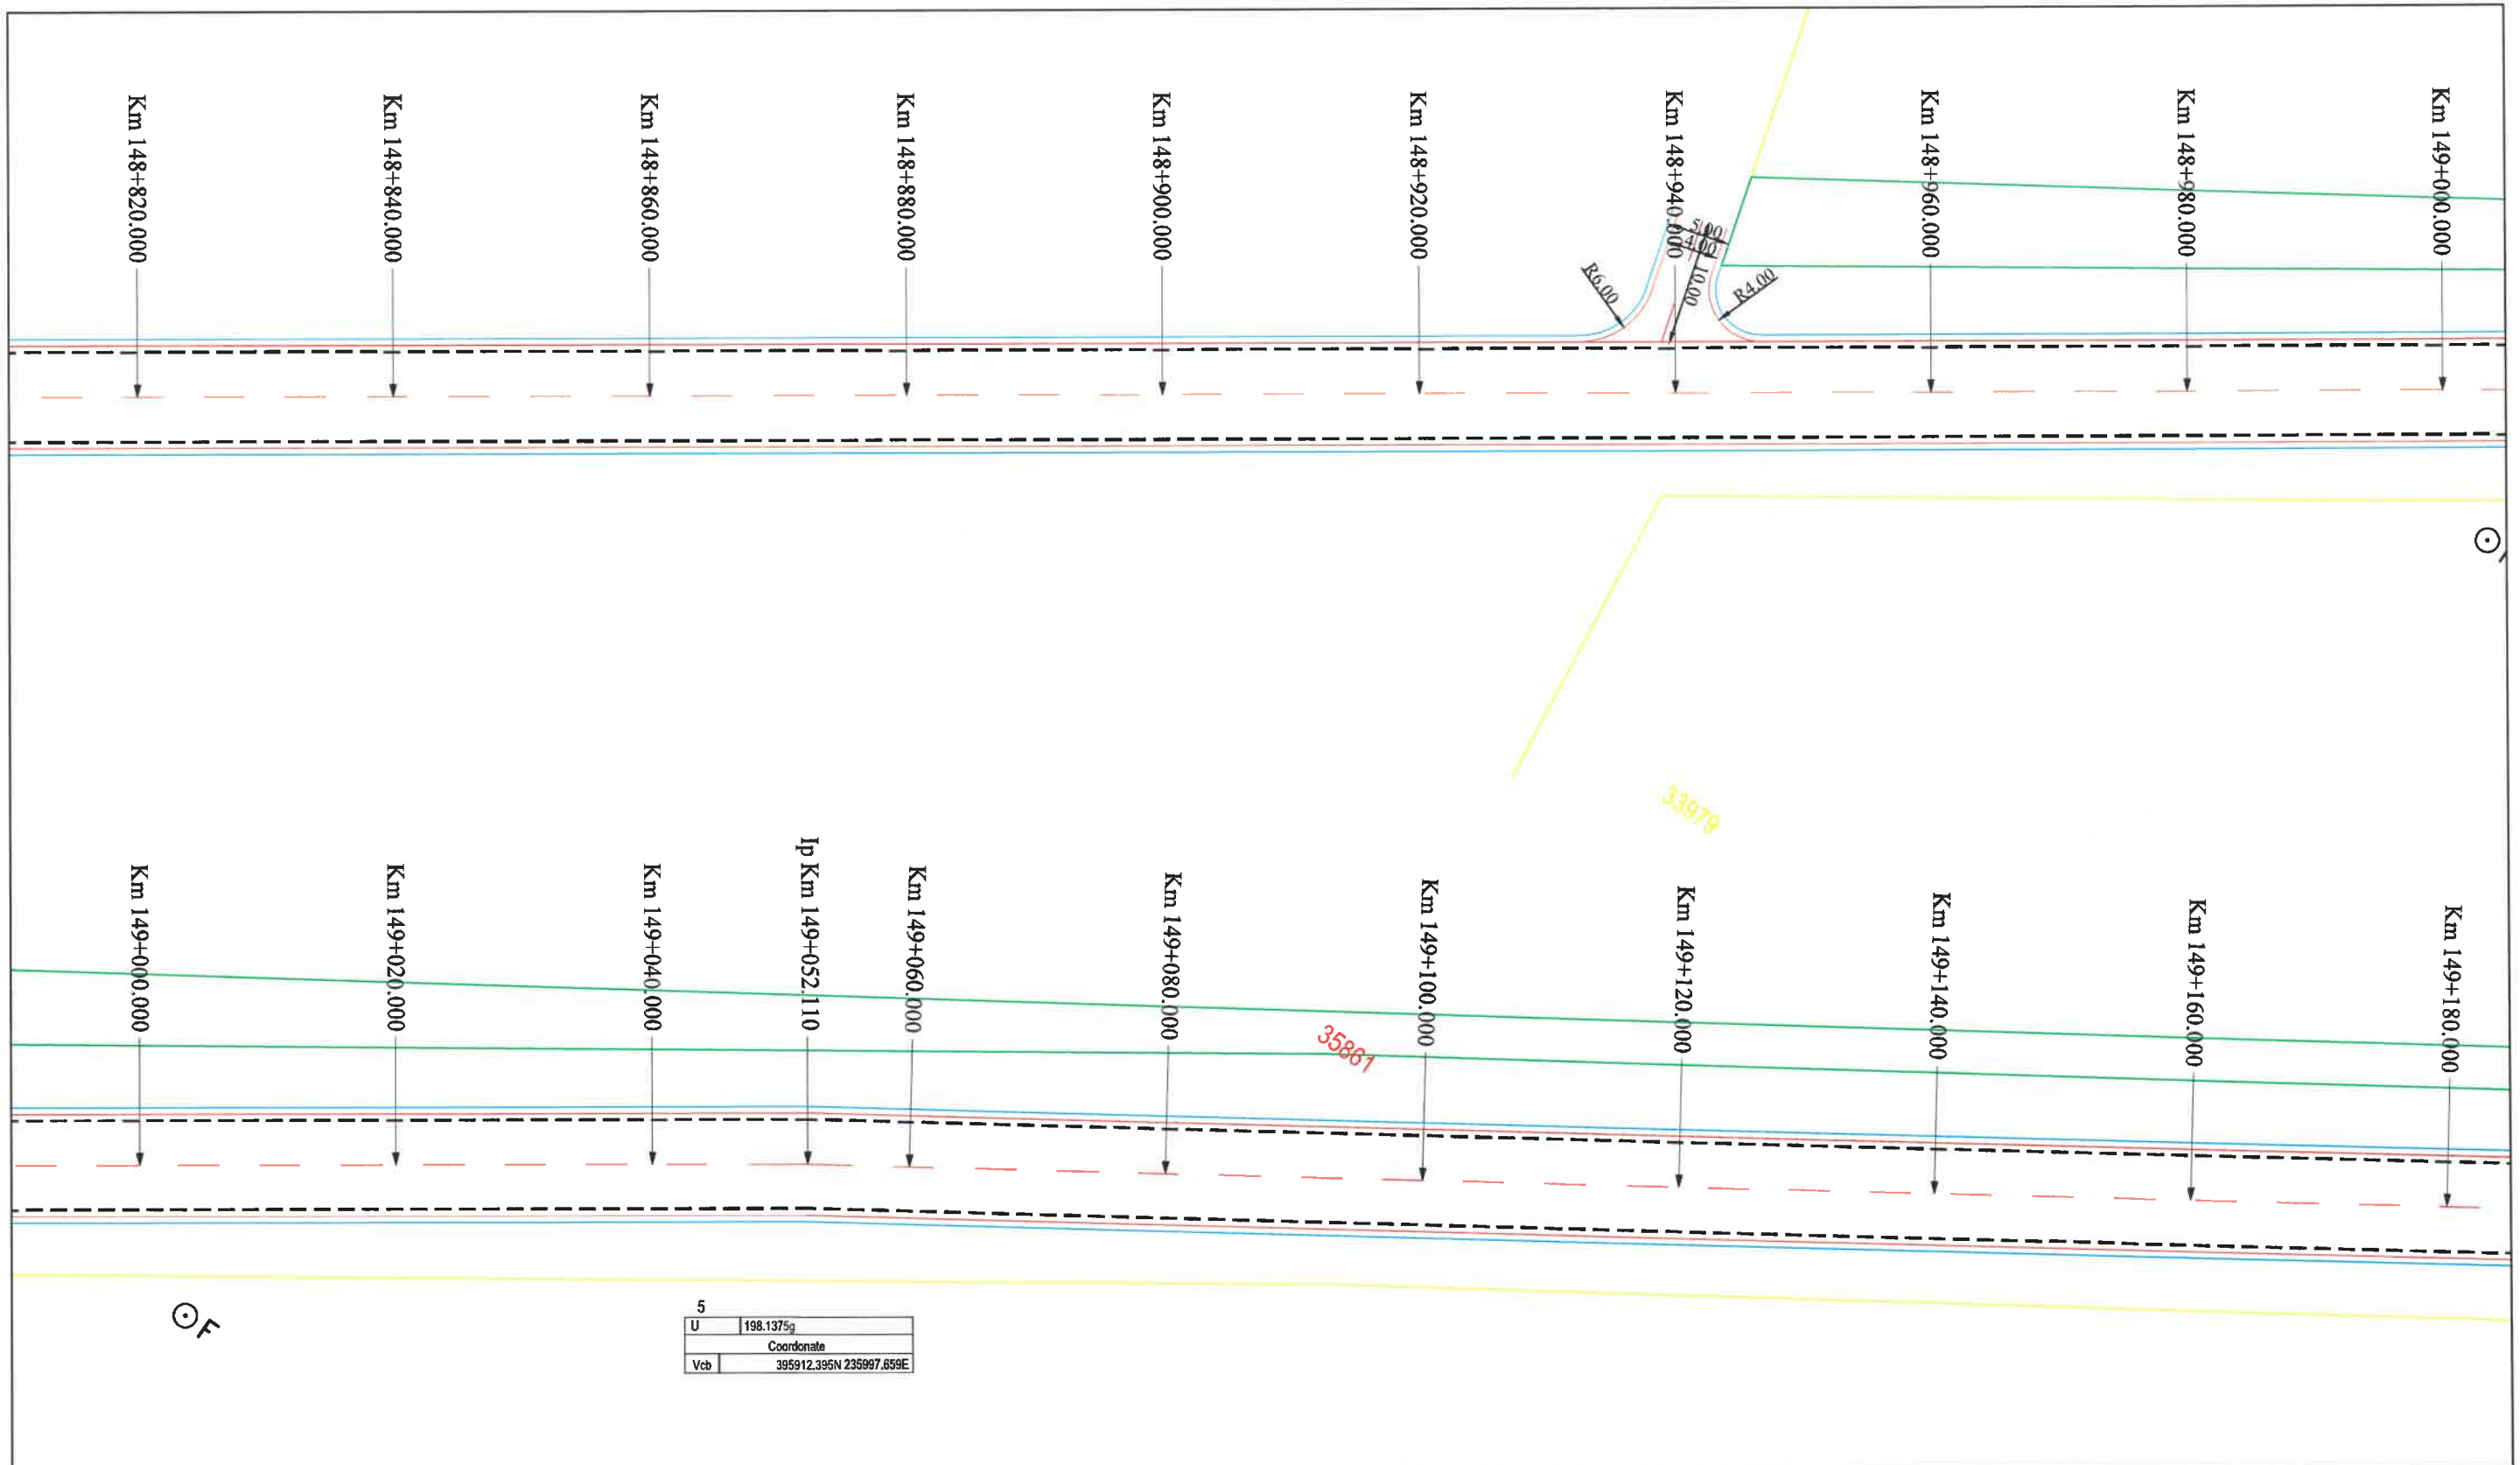 Km 148+820.000
Km 148+840.000
Km 148+860.000
Km 148+880.000
Km 148+900.000
Km 148+920.000
Km 148+940.000
Km 148+960.000
Km 148+980.000
Km 149+000.000
5.00
4.00
10.00
R6.00
R4.00
33979
Km 149+000.000
Km 149+020.000
Km 149+040.000
Ip Km 149+052.110
Km 149+060.000
Km 149+080.000
Km 149+100.000
Km 149+120.000
Km 149+140.000
Km 149+160.000
Km 149+180.000
35861
F
5
U 198.1375g
Coordonate
Vcb 395912.395N 235997.659E